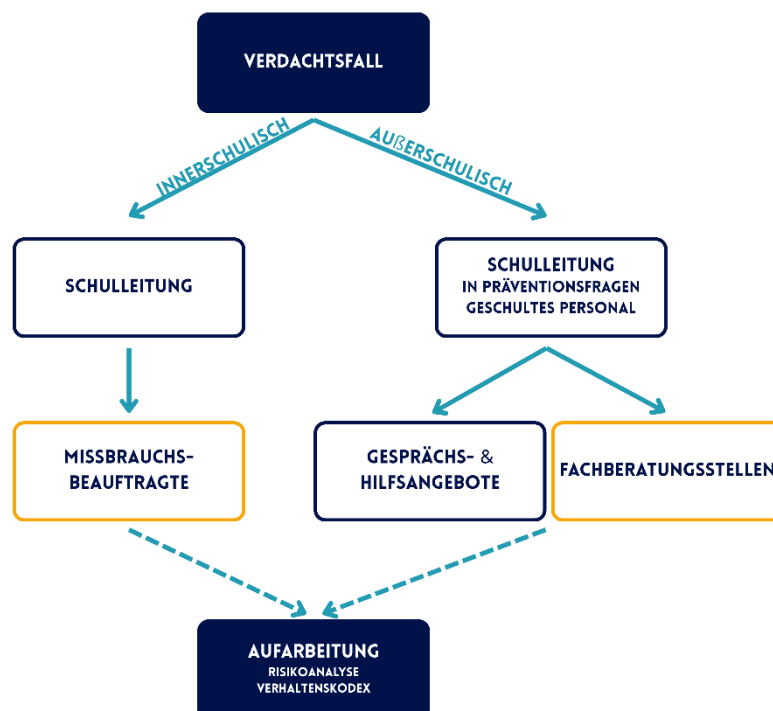 VERDACHTSFALL
INNERSCHULISCH
AUßERSCHULISCH
SCHULLEITUNG
SCHULLEITUNG
IN PRÄVENTIONSFRAGEN
GESCHULTES PERSONAL
MISSBRAUCHS-
BEAUFTRAGTE
GESPRÄCHS- &
HILFSANGEBOTE
FACHBERATUNGSSTELLEN
AUFARBEITUNG
RISIKOANALYSE
VERHALTENSKODEX